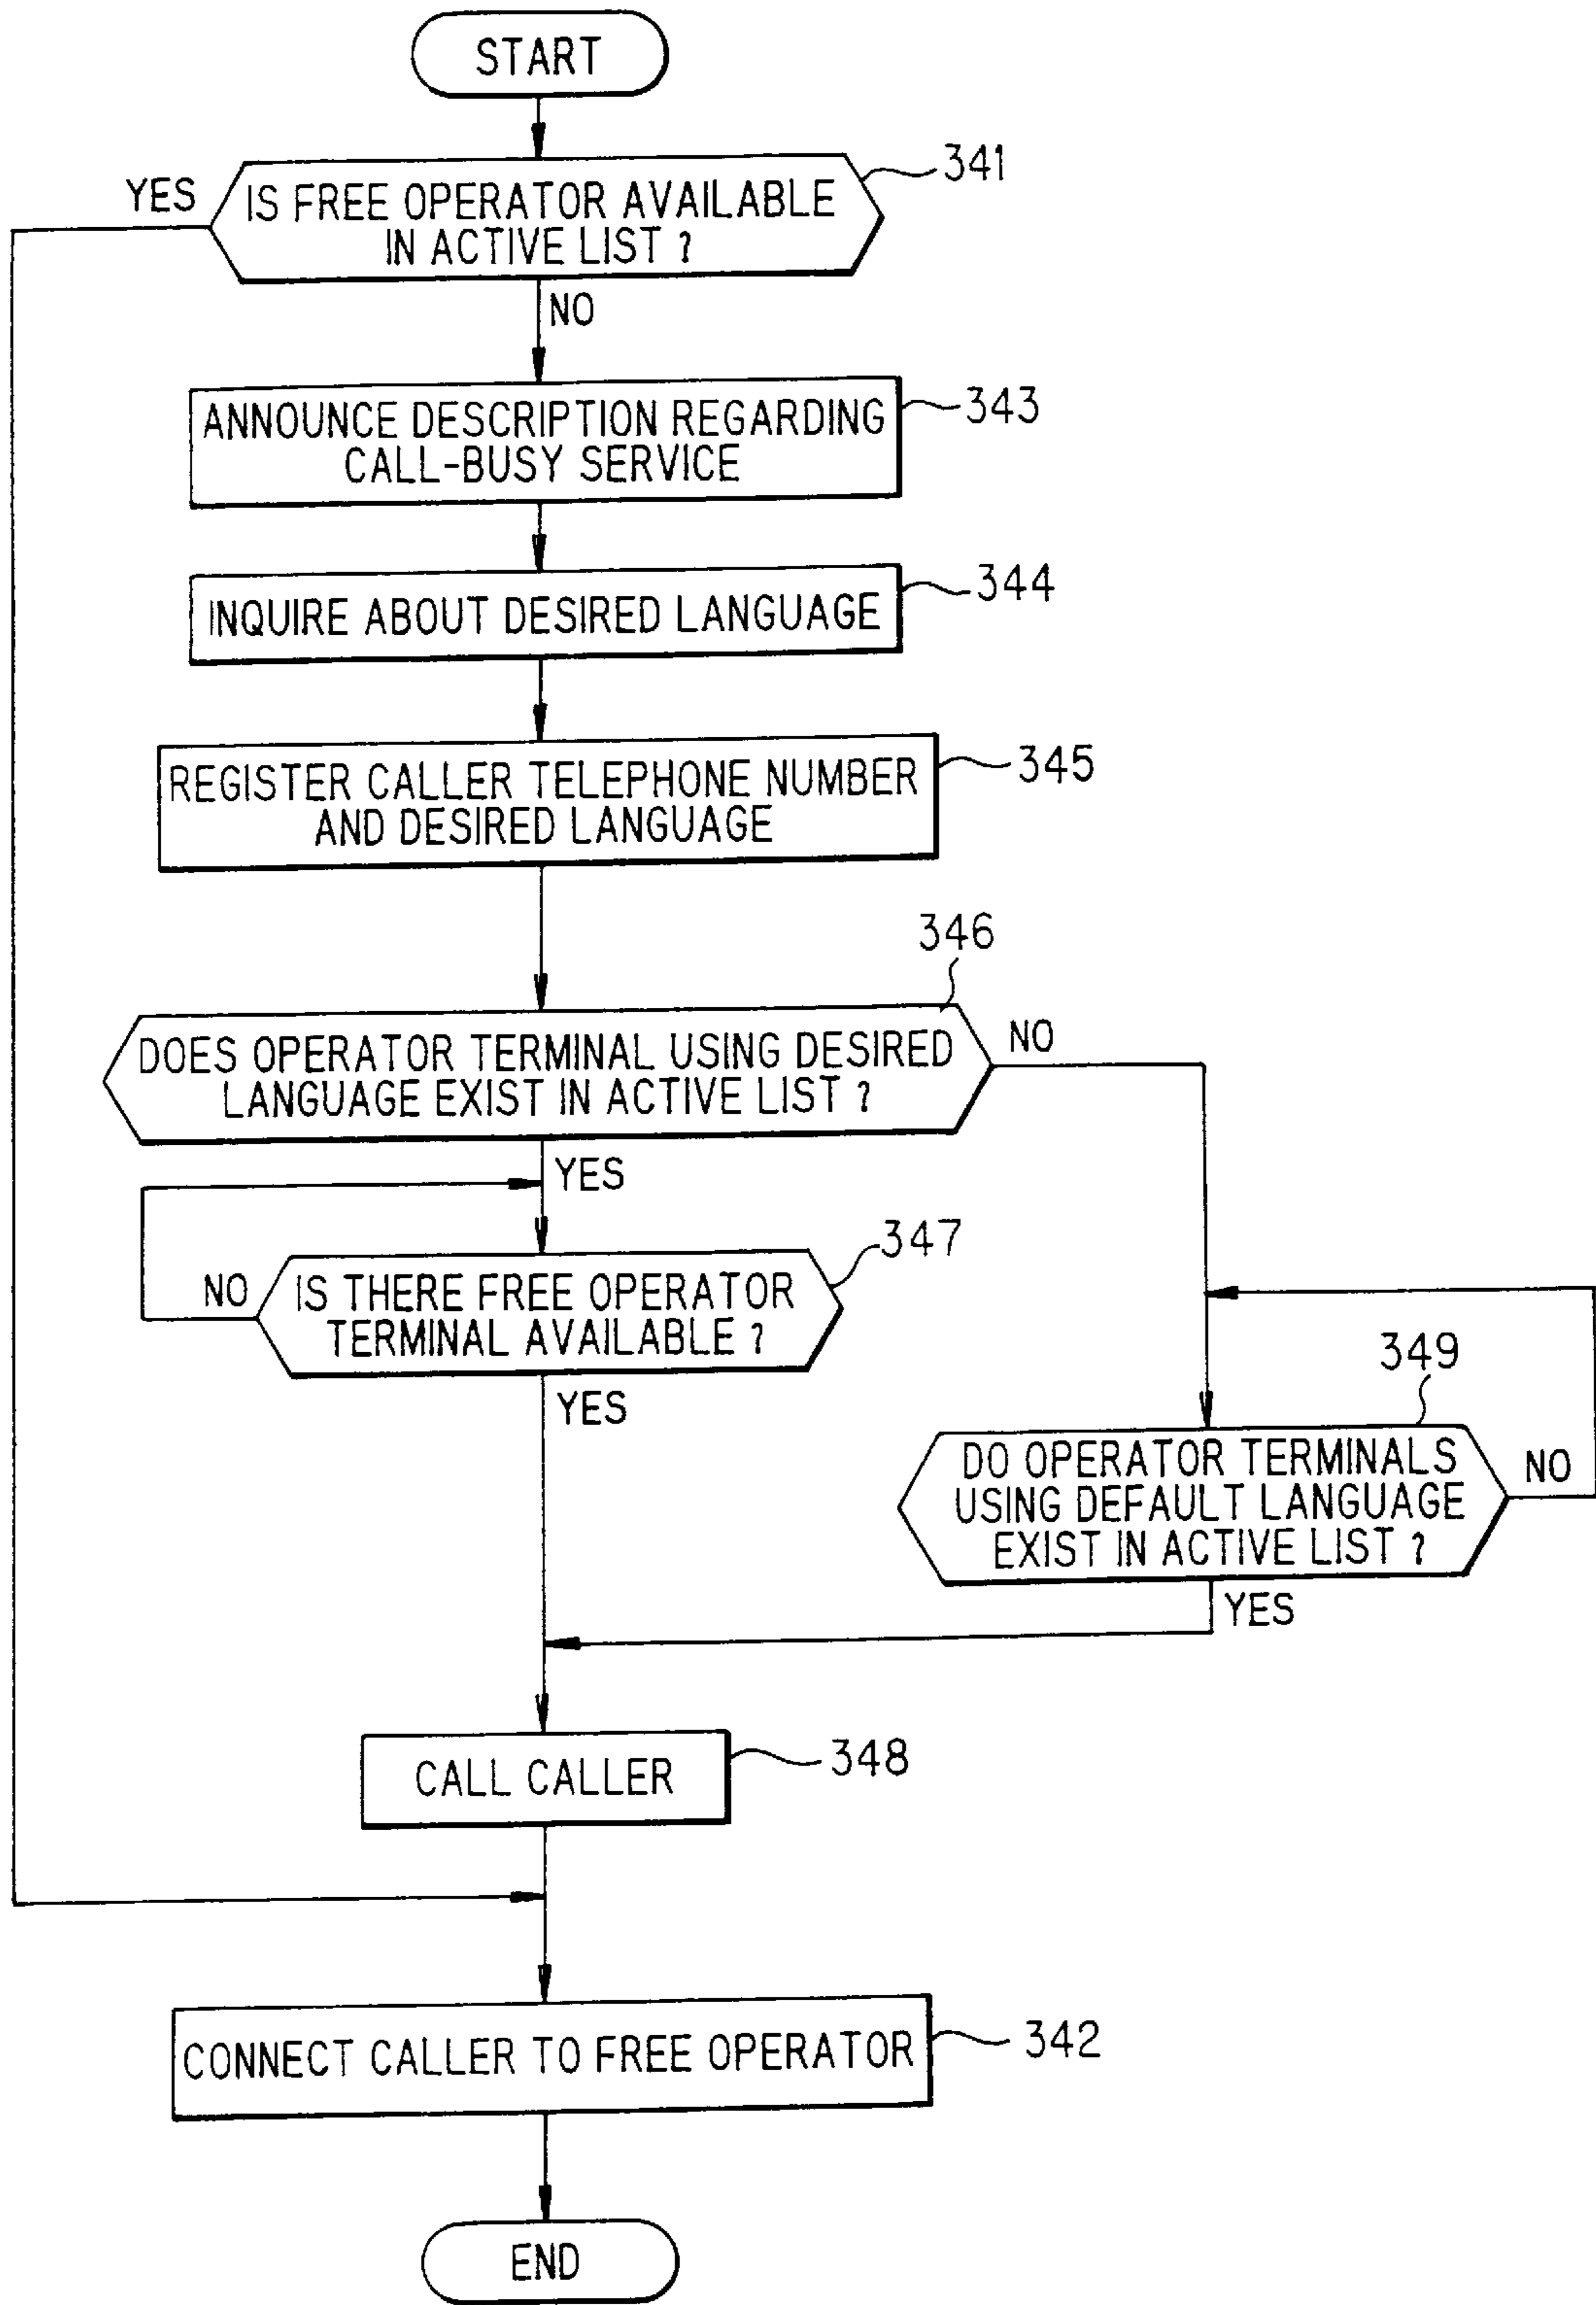 START
341
YES
IS FREE OPERATOR AVAILABLE
IN ACTIVE LIST ?
NO
343
ANNOUNCE DESCRIPTION REGARDING
CALL-BUSY SERVICE
344
INQUIRE ABOUT DESIRED LANGUAGE
345
REGISTER CALLER TELEPHONE NUMBER
AND DESIRED LANGUAGE
346
DOES OPERATOR TERMINAL USING DESIRED
LANGUAGE EXIST IN ACTIVE LIST ?
NO
YES
347
NO
IS THERE FREE OPERATOR
TERMINAL AVAILABLE ?
YES
349
DO OPERATOR TERMINALS
USING DEFAULT LANGUAGE
EXIST IN ACTIVE LIST ?
NO
YES
348
CALL CALLER
342
CONNECT CALLER TO FREE OPERATOR
END